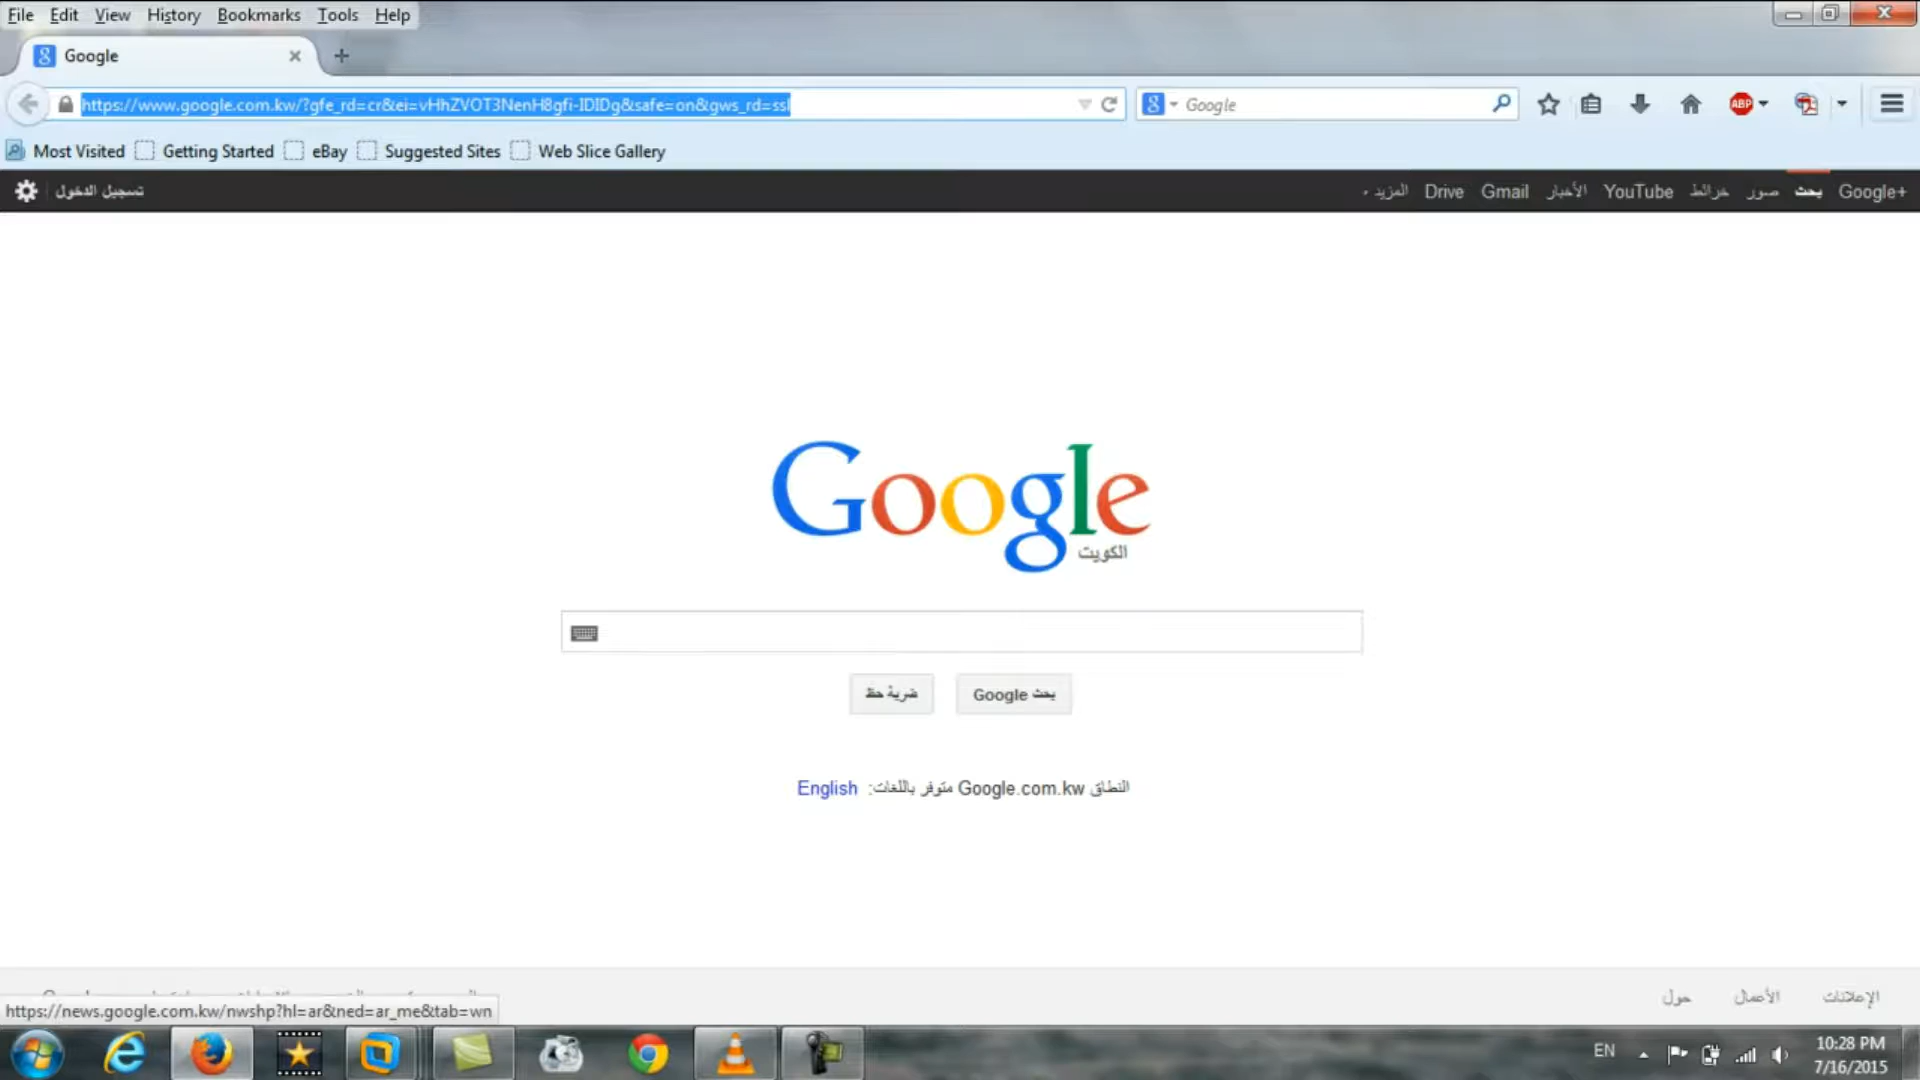 File Edit View History Bookmarks Tools Help
Google
https://www.google.com.kw/?gfe_rd=cr&ei=vHhZVOT3NenH8gfi-IDIDg&safe=on&gws_rd=ssl
Google
ABP
Most Visited Getting Started eBay Suggested Sites Web Slice Gallery
Google+ بحث صور خرائط YouTube الأخبار Gmail Drive المزيد
تسجيل الدخول
Google
الكويت
بحث Google
ضربة حظ
النطاق Google.com.kw متوفر باللغات: English
الإعلانات الأعمال حول
https://news.google.com.kw/nwshp?hl=ar&ned=ar_me&tab=wn
EN
10:28 PM
7/16/2015